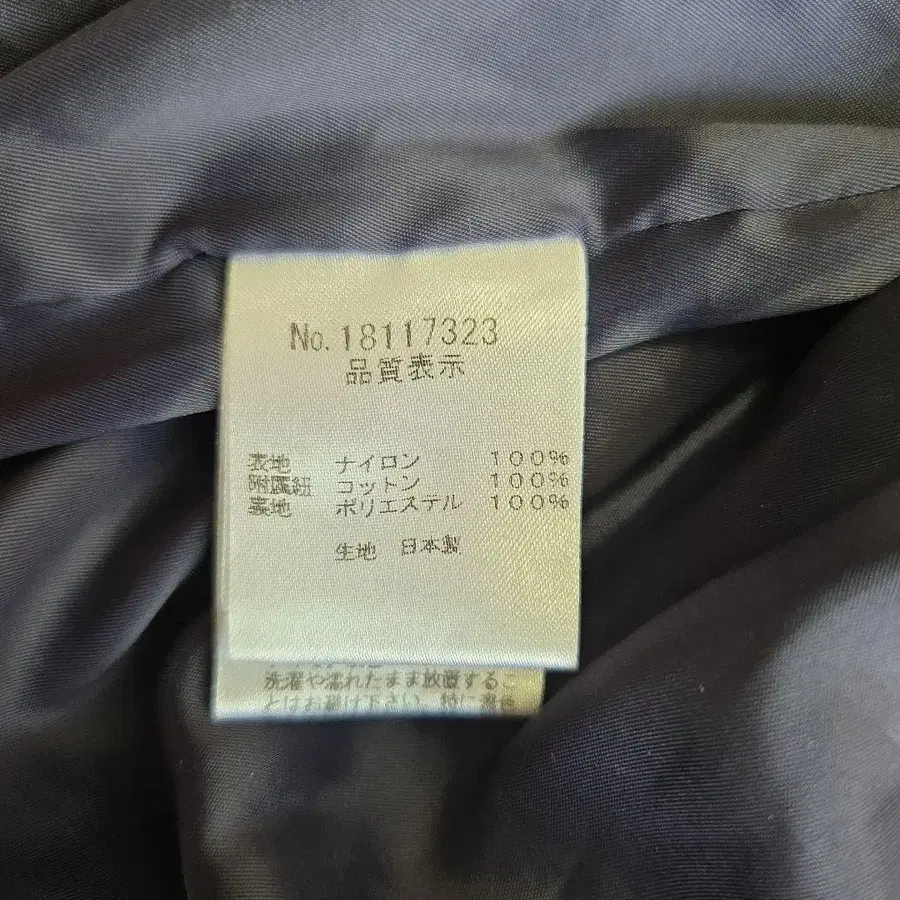 No.18117323
品質表示
表地 ナイロン 100%
附属紐 コットン 100%
裏地 ポリエステル 100%
生地 日本製
洗濯や濡れたまま放置するこ
とはお避け下さい。特に濃色